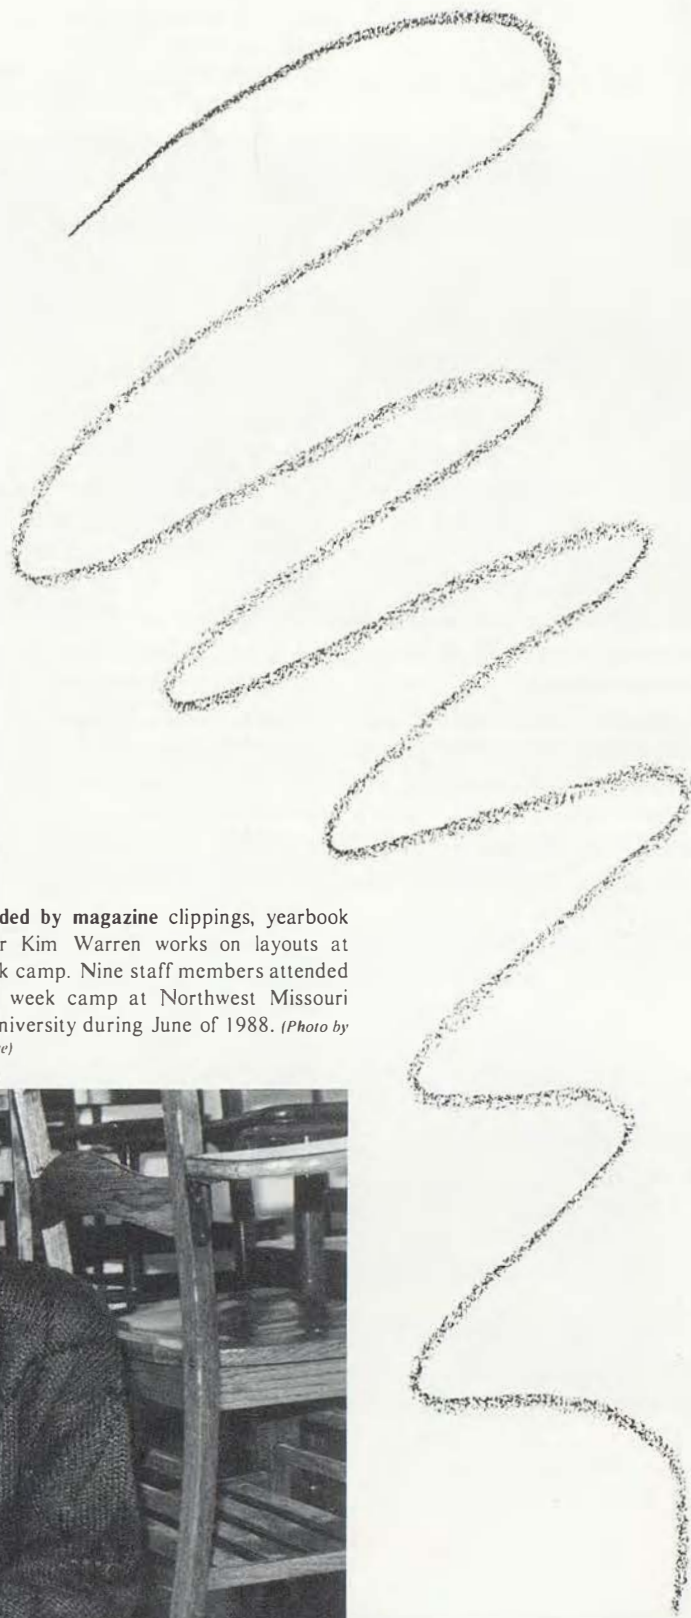 ded by magazine clippings, yearbook
r Kim Warren works on layouts at
k camp. Nine staff members attended
week camp at Northwest Missouri
niversity during June of 1988. (Photo by
e)